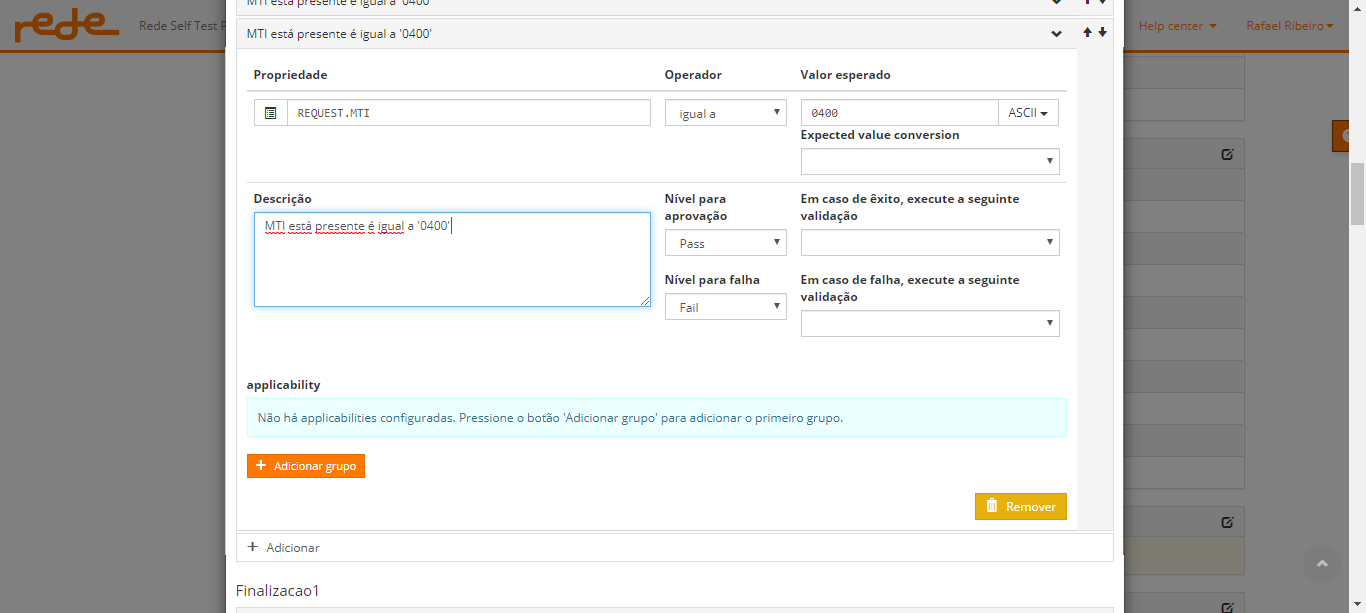 MTI está presente é igual a '0400'
rede
Rede Self Test P
Help center
Rafael Ribeiro
MTI está presente é igual a '0400'
Propriedade
Operador
Valor esperado
REQUEST.MTI
igual a
0400
ASCII
Expected value conversion
Descrição
Nível para
aprovação
Em caso de êxito, execute a seguinte
validação
MTI está presente é igual a '0400'
Pass
Nível para falha
Em caso de falha, execute a seguinte
validação
Fail
applicability
Não há applicabilities configuradas. Pressione o botão 'Adicionar grupo' para adicionar o primeiro grupo.
+ Adicionar grupo
Remover
+ Adicionar
Finalizacao1